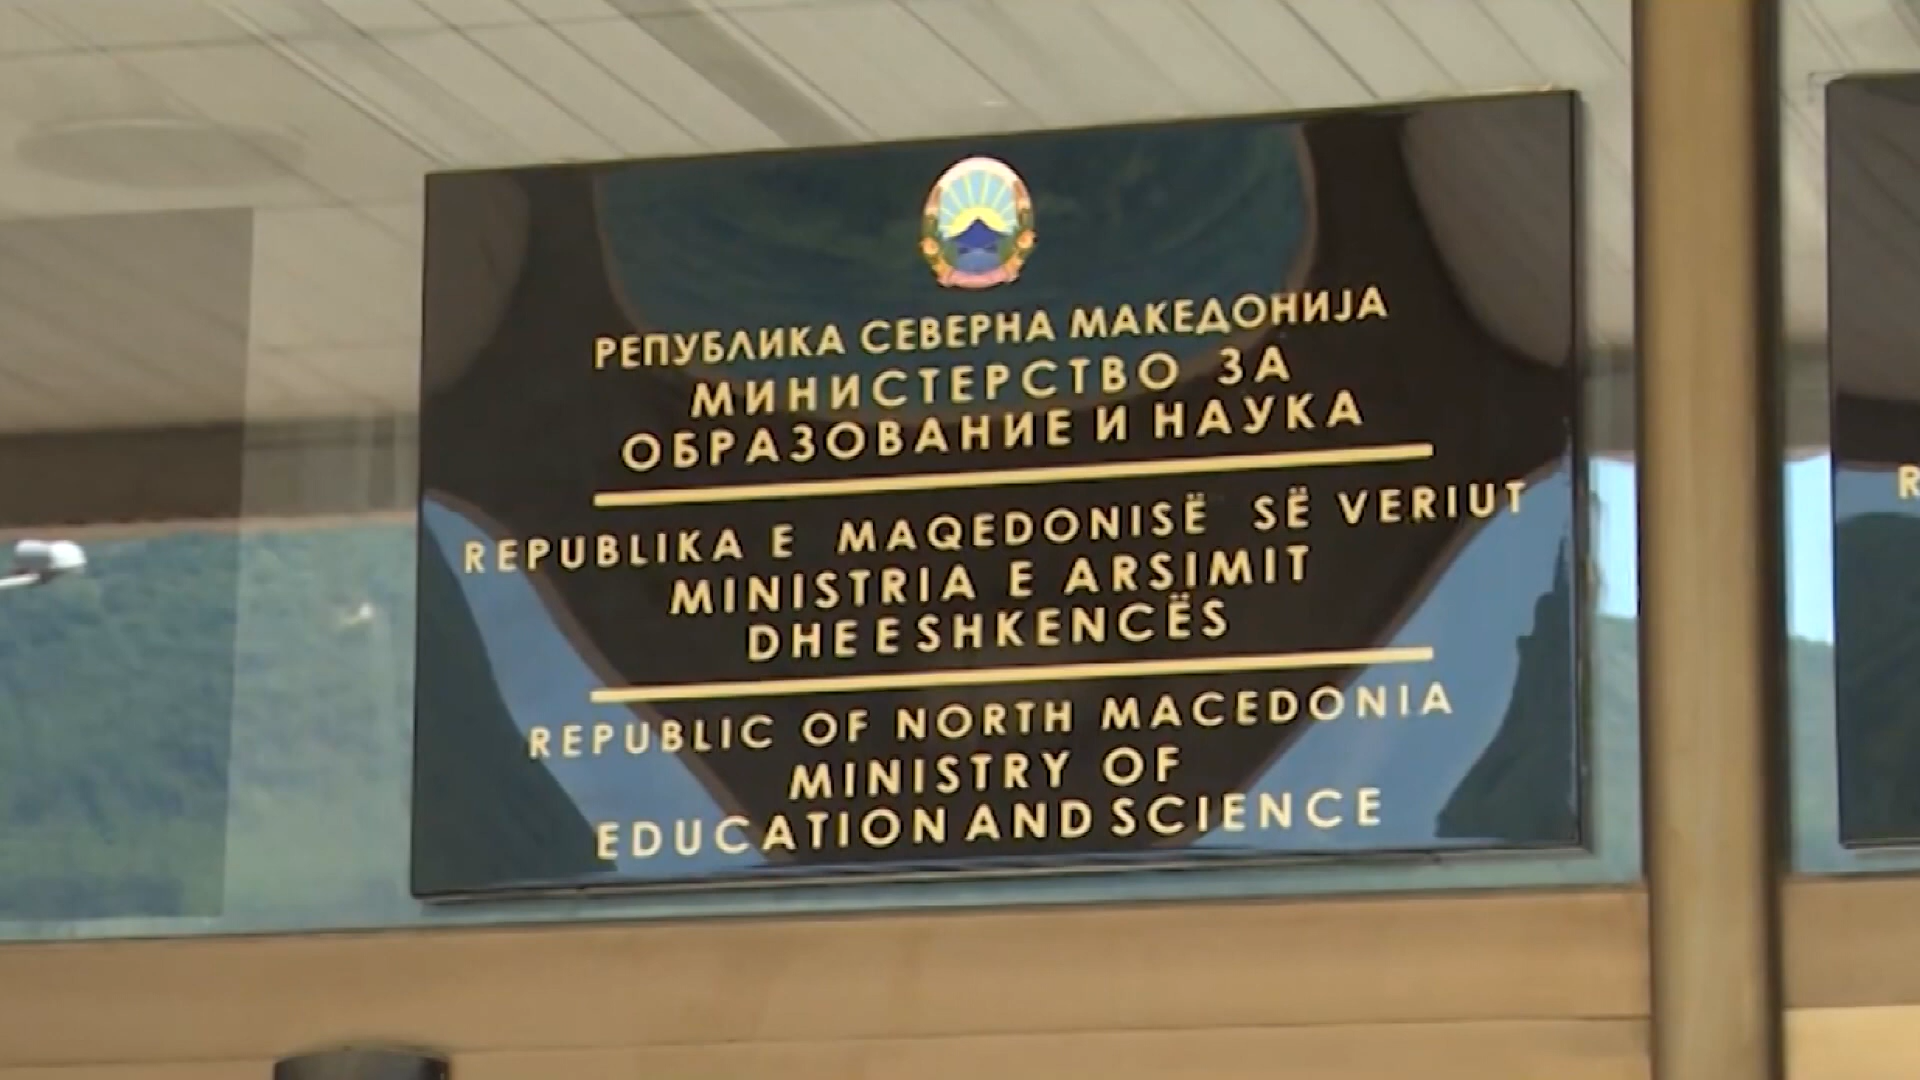 РЕПУБЛИКА СЕВЕРНА МАКЕДОНИЈА
МИНИСТЕРСТВО ЗА
ОБРАЗОВАНИЕ И НАУКА
REPUBLIKA E MAQEDONISË SË VERIUT
MINISTRIA E ARSIMIT
DHE E SHKENCËS
REPUBLIC OF NORTH MACEDONIA
MINISTRY OF
EDUCATION AND SCIENCE